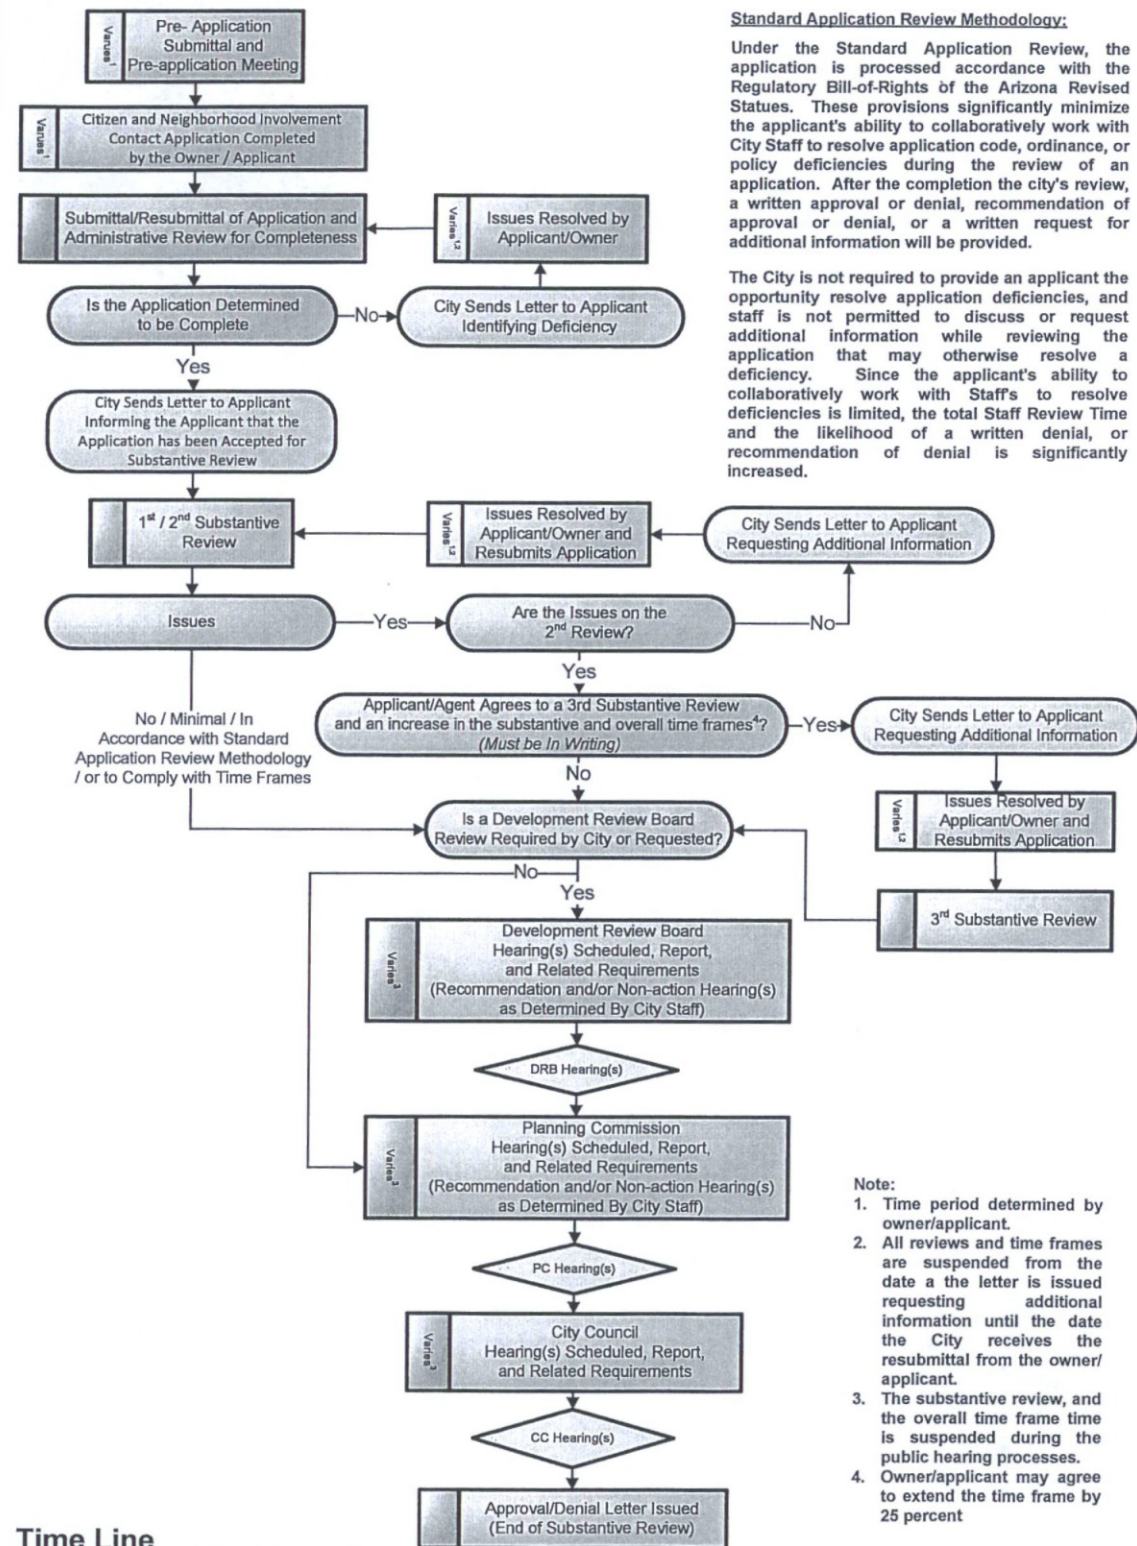 Varues¹
Pre- Application
Submittal and
Pre-application Meeting
Varues¹
Citizen and Neighborhood Involvement
Contact Application Completed
by the Owner / Applicant
Submittal/Resubmittal of Application and
Administrative Review for Completeness
Varies¹,²
Issues Resolved by
Applicant/Owner
Is the Application Determined
to be Complete
No
City Sends Letter to Applicant
Identifying Deficiency
Yes
City Sends Letter to Applicant
Informing the Applicant that the
Application has been Accepted for
Substantive Review
Standard Application Review Methodology:
Under the Standard Application Review, the
application is processed accordance with the
Regulatory Bill-of-Rights of the Arizona Revised
Statues. These provisions significantly minimize
the applicant's ability to collaboratively work with
City Staff to resolve application code, ordinance, or
policy deficiencies during the review of an
application. After the completion the city's review,
a written approval or denial, recommendation of
approval or denial, or a written request for
additional information will be provided.
The City is not required to provide an applicant the
opportunity resolve application deficiencies, and
staff is not permitted to discuss or request
additional information while reviewing the
application that may otherwise resolve a
deficiency. Since the applicant's ability to
collaboratively work with Staff's to resolve
deficiencies is limited, the total Staff Review Time
and the likelihood of a written denial, or
recommendation of denial is significantly
increased.
1st / 2nd Substantive
Review
Varies¹,²
Issues Resolved by
Applicant/Owner and
Resubmits Application
City Sends Letter to Applicant
Requesting Additional Information
Issues
Yes
Are the Issues on the
2nd Review?
No
Yes
No / Minimal / In
Accordance with Standard
Application Review Methodology
/ or to Comply with Time Frames
Applicant/Agent Agrees to a 3rd Substantive Review
and an increase in the substantive and overall time frames⁴?
(Must be In Writing)
Yes
City Sends Letter to Applicant
Requesting Additional Information
No
Varies¹,²
Issues Resolved by
Applicant/Owner and
Resubmits Application
Is a Development Review Board
Review Required by City or Requested?
3rd Substantive Review
No
Yes
Varies³
Development Review Board
Hearing(s) Scheduled, Report,
and Related Requirements
(Recommendation and/or Non-action Hearing(s)
as Determined By City Staff)
DRB Hearing(s)
Varies³
Planning Commission
Hearing(s) Scheduled, Report,
and Related Requirements
(Recommendation and/or Non-action Hearing(s)
as Determined By City Staff)
PC Hearing(s)
Varies³
City Council
Hearing(s) Scheduled, Report,
and Related Requirements
CC Hearing(s)
Approval/Denial Letter Issued
(End of Substantive Review)
Note:
1. Time period determined by
owner/applicant.
2. All reviews and time frames
are suspended from the
date a the letter is issued
requesting additional
information until the date
the City receives the
resubmittal from the owner/
applicant.
3. The substantive review, and
the overall time frame time
is suspended during the
public hearing processes.
4. Owner/applicant may agree
to extend the time frame by
25 percent
Time Line